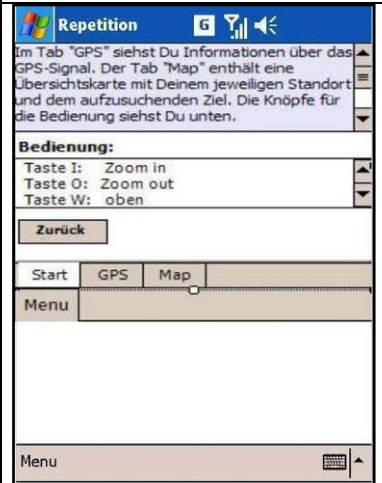 Repetition
G
Im Tab "GPS" siehst Du Informationen über das
GPS-Signal. Der Tab "Map" enthält eine
Übersichtskarte mit Deinem jeweiligen Standort
und dem aufzusuchenden Ziel. Die Knöpfe für
die Bedienung siehst Du unten.
Bedienung:
Taste I: Zoom in
Taste O: Zoom out
Taste W: oben
Zurück
Start GPS Map
Menu
Menu